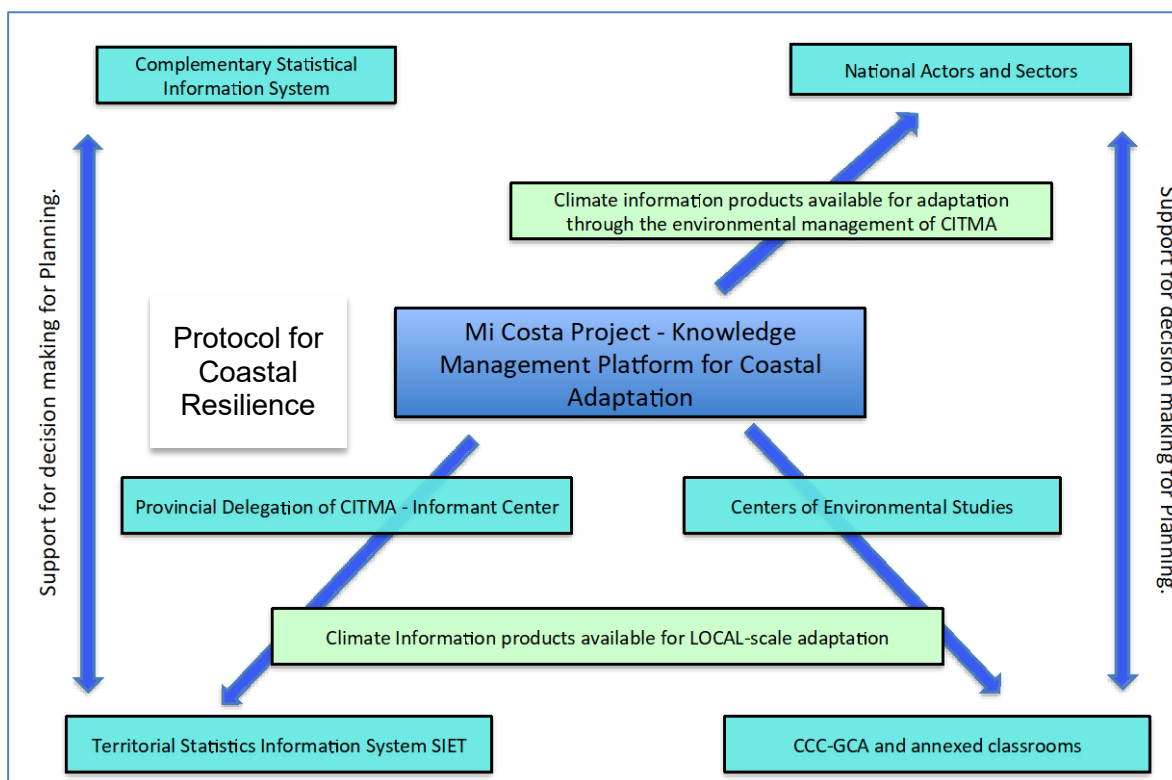 Complementary Statistical
Information System
National Actors and Sectors
Support for decision making for Planning.
Support for decision making for Planning.
Climate information products available for adaptation
through the environmental management of CITMA
Protocol for
Coastal
Resilience
Mi Costa Project - Knowledge
Management Platform for Coastal
Adaptation
Provincial Delegation of CITMA - Informant Center
Centers of Environmental Studies
Climate Information products available for LOCAL-scale adaptation
Territorial Statistics Information System SIET
CCC-GCA and annexed classrooms